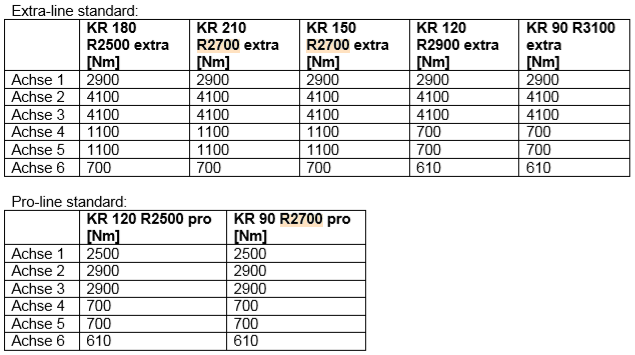 Extra-line standard:
KR 180 R2500 extra [Nm] KR 210 R2700 extra [Nm] KR 150 R2700 extra [Nm] KR 120 R2900 extra [Nm] KR 90 R3100 extra [Nm]
Achse 1 2900 2900 2900 2900 2900
Achse 2 4100 4100 4100 4100 4100
Achse 3 4100 4100 4100 4100 4100
Achse 4 1100 1100 1100 700 700
Achse 5 1100 1100 1100 700 700
Achse 6 700 700 700 610 610
Pro-line standard:
KR 120 R2500 pro [Nm] KR 90 R2700 pro [Nm]
Achse 1 2500 2500
Achse 2 2900 2900
Achse 3 2900 2900
Achse 4 700 700
Achse 5 700 700
Achse 6 610 610